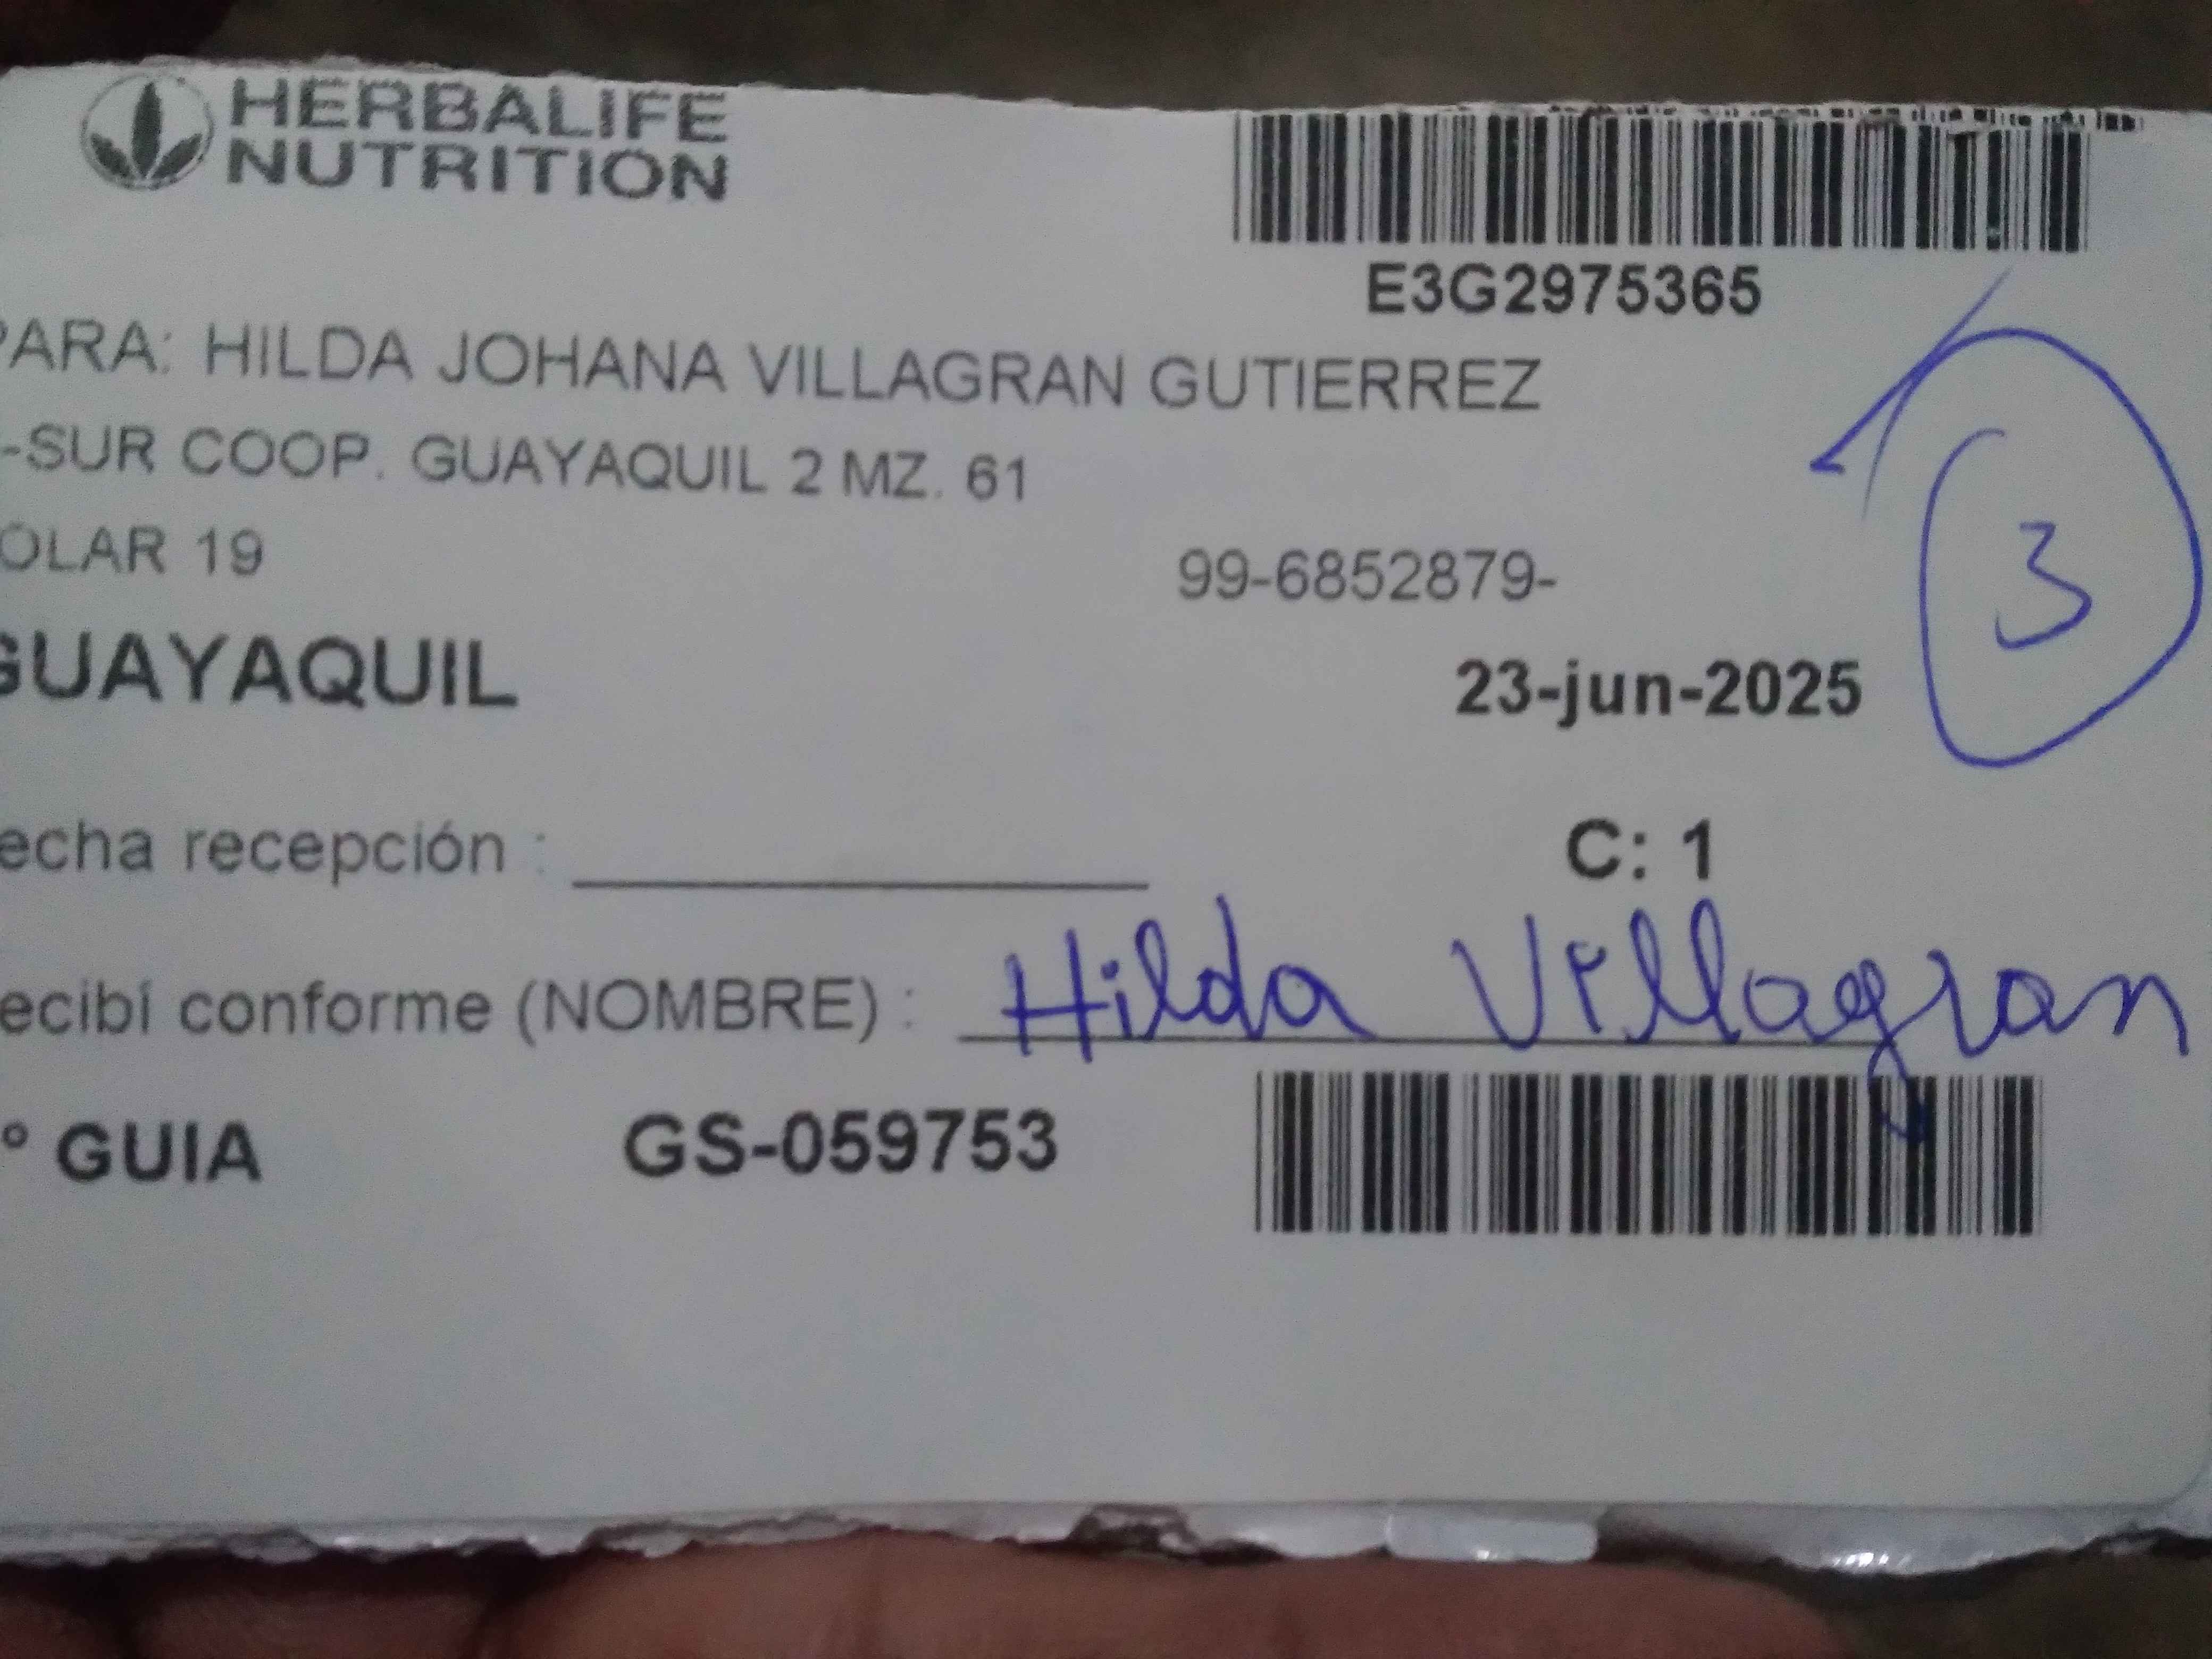 HERBALIFE
NUTRITION
E3G2975365
PARA: HILDA JOHANA VILLAGRAN GUTIERREZ
-SUR COOP. GUAYAQUIL 2 MZ. 61
OLAR 19
99-6852879-
GUAYAQUIL
23-jun-2025
3
echa recepción :
C: 1
ecibí conforme (NOMBRE) : Hilda Villagran
° GUIA GS-059753